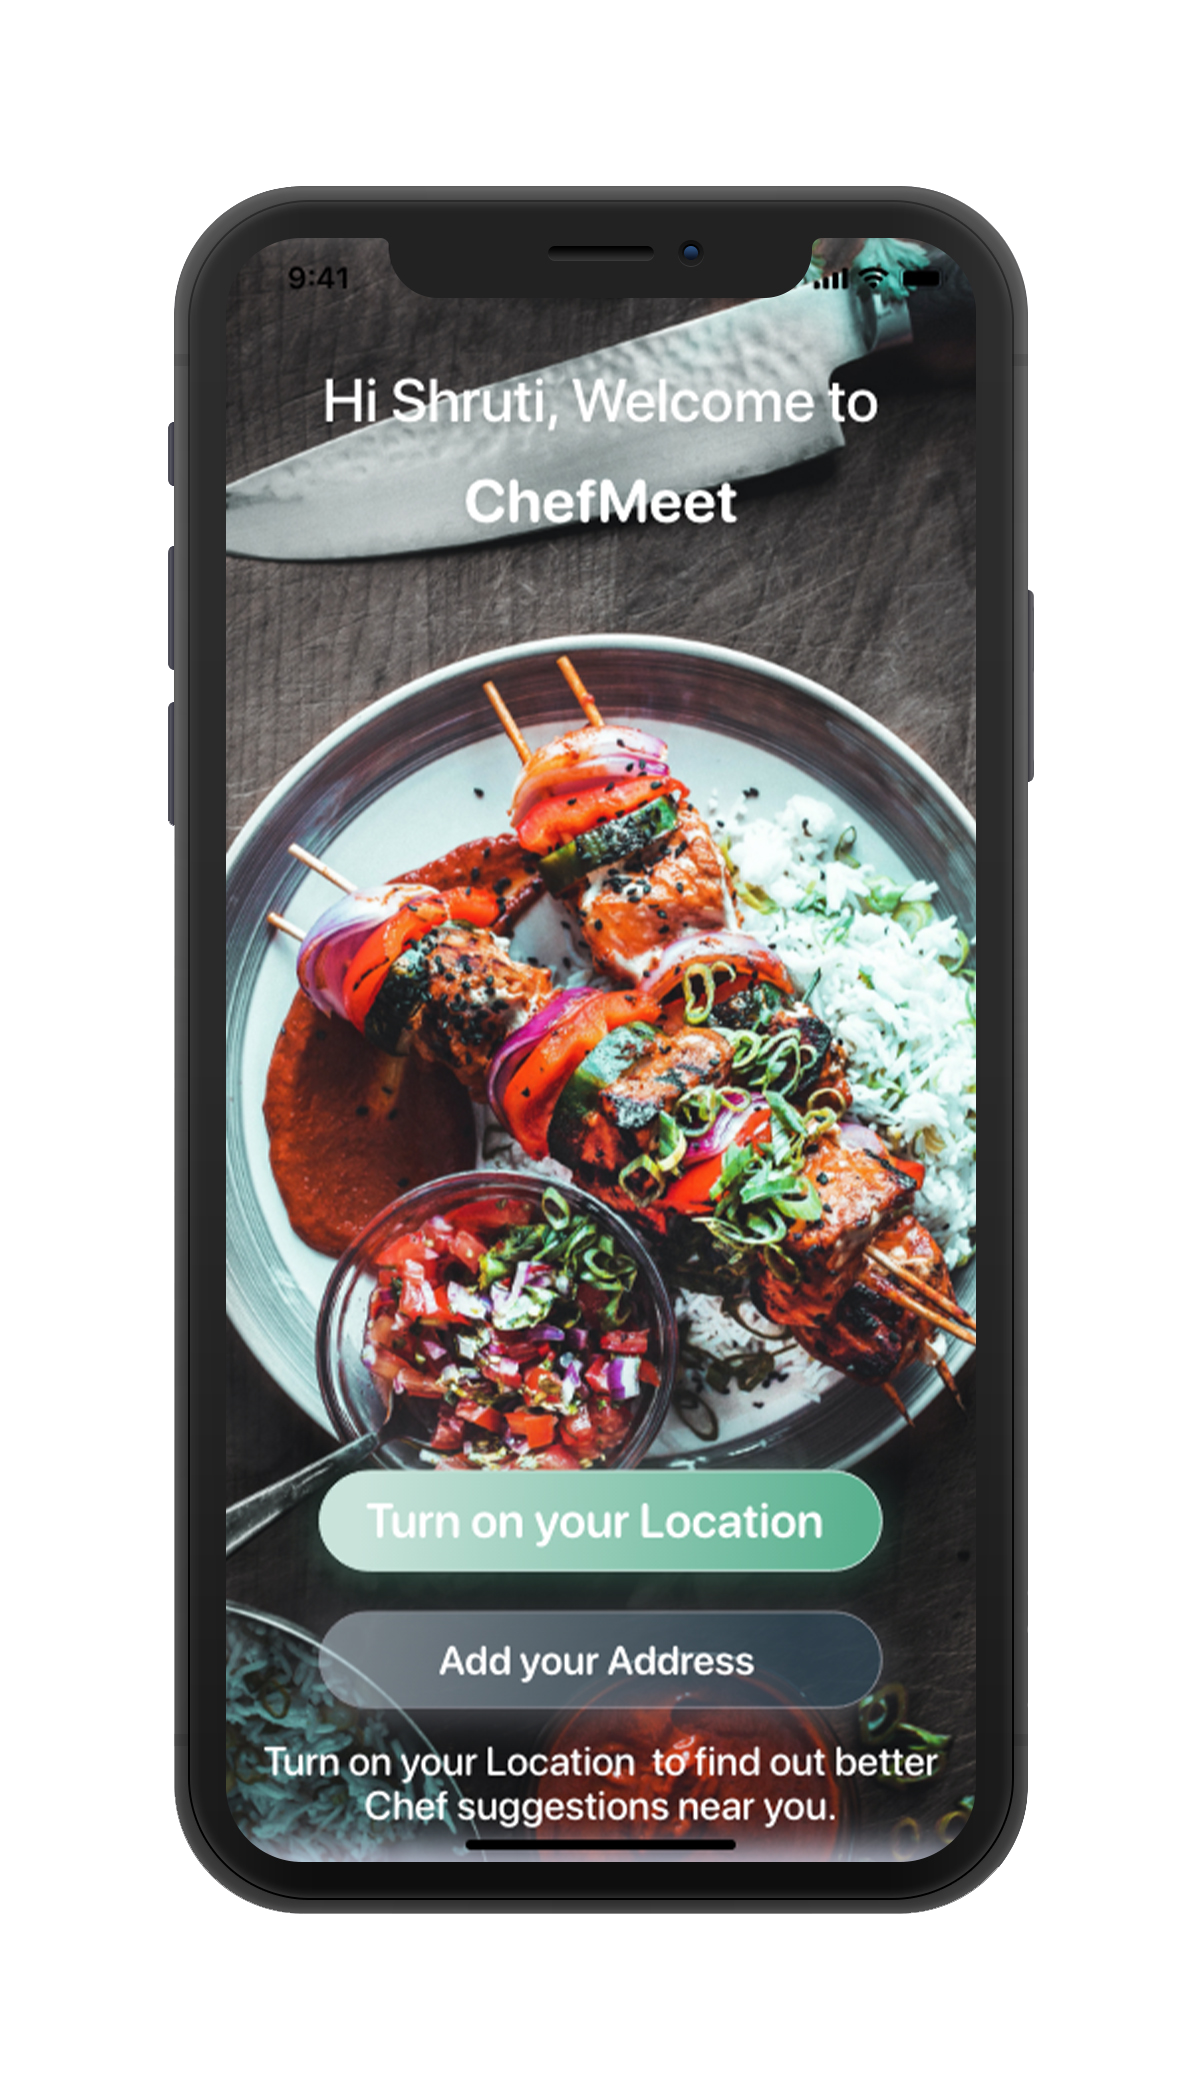 9:41
Hi Shruti, Welcome to
ChefMeet
Turn on your Location
Add your Address
Turn on your Location  to find out better
Chef suggestions near you.